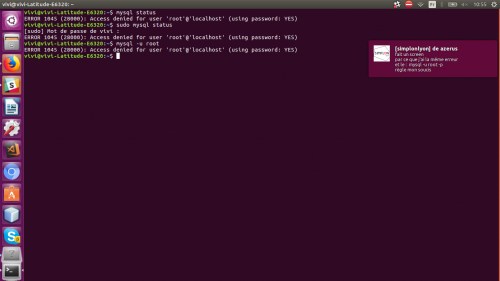 vivi@vivi-Latitude-E6320: ~
10:55
vivi@vivi-Latitude-E6320:~$ mysql status
ERROR 1045 (28000): Access denied for user 'root'@'localhost' (using password: YES)
vivi@vivi-Latitude-E6320:~$ sudo mysql status
[sudo] Mot de passe de vivi :
ERROR 1045 (28000): Access denied for user 'root'@'localhost' (using password: YES)
vivi@vivi-Latitude-E6320:~$ mysql -u root
ERROR 1045 (28000): Access denied for user 'root'@'localhost' (using password: YES)
vivi@vivi-Latitude-E6320:~$
[simplonlyon] de azerus
fait un screen
par ce que j'ai la même erreur
et le : mysql -u root -p
règle mon soucis